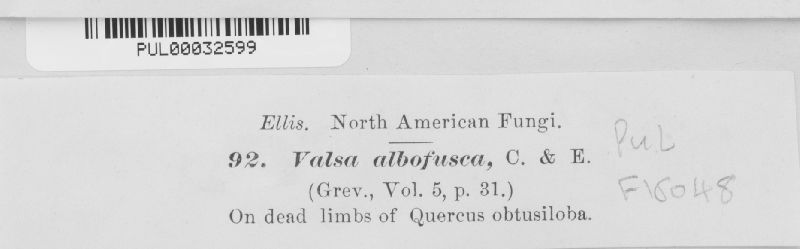 PUL00032599
Ellis. North American Fungi.
92. Valsa albofusca, C. & E.
(Grev., Vol. 5, p. 31.)
On dead limbs of Quercus obtusiloba.
PUL
F18048